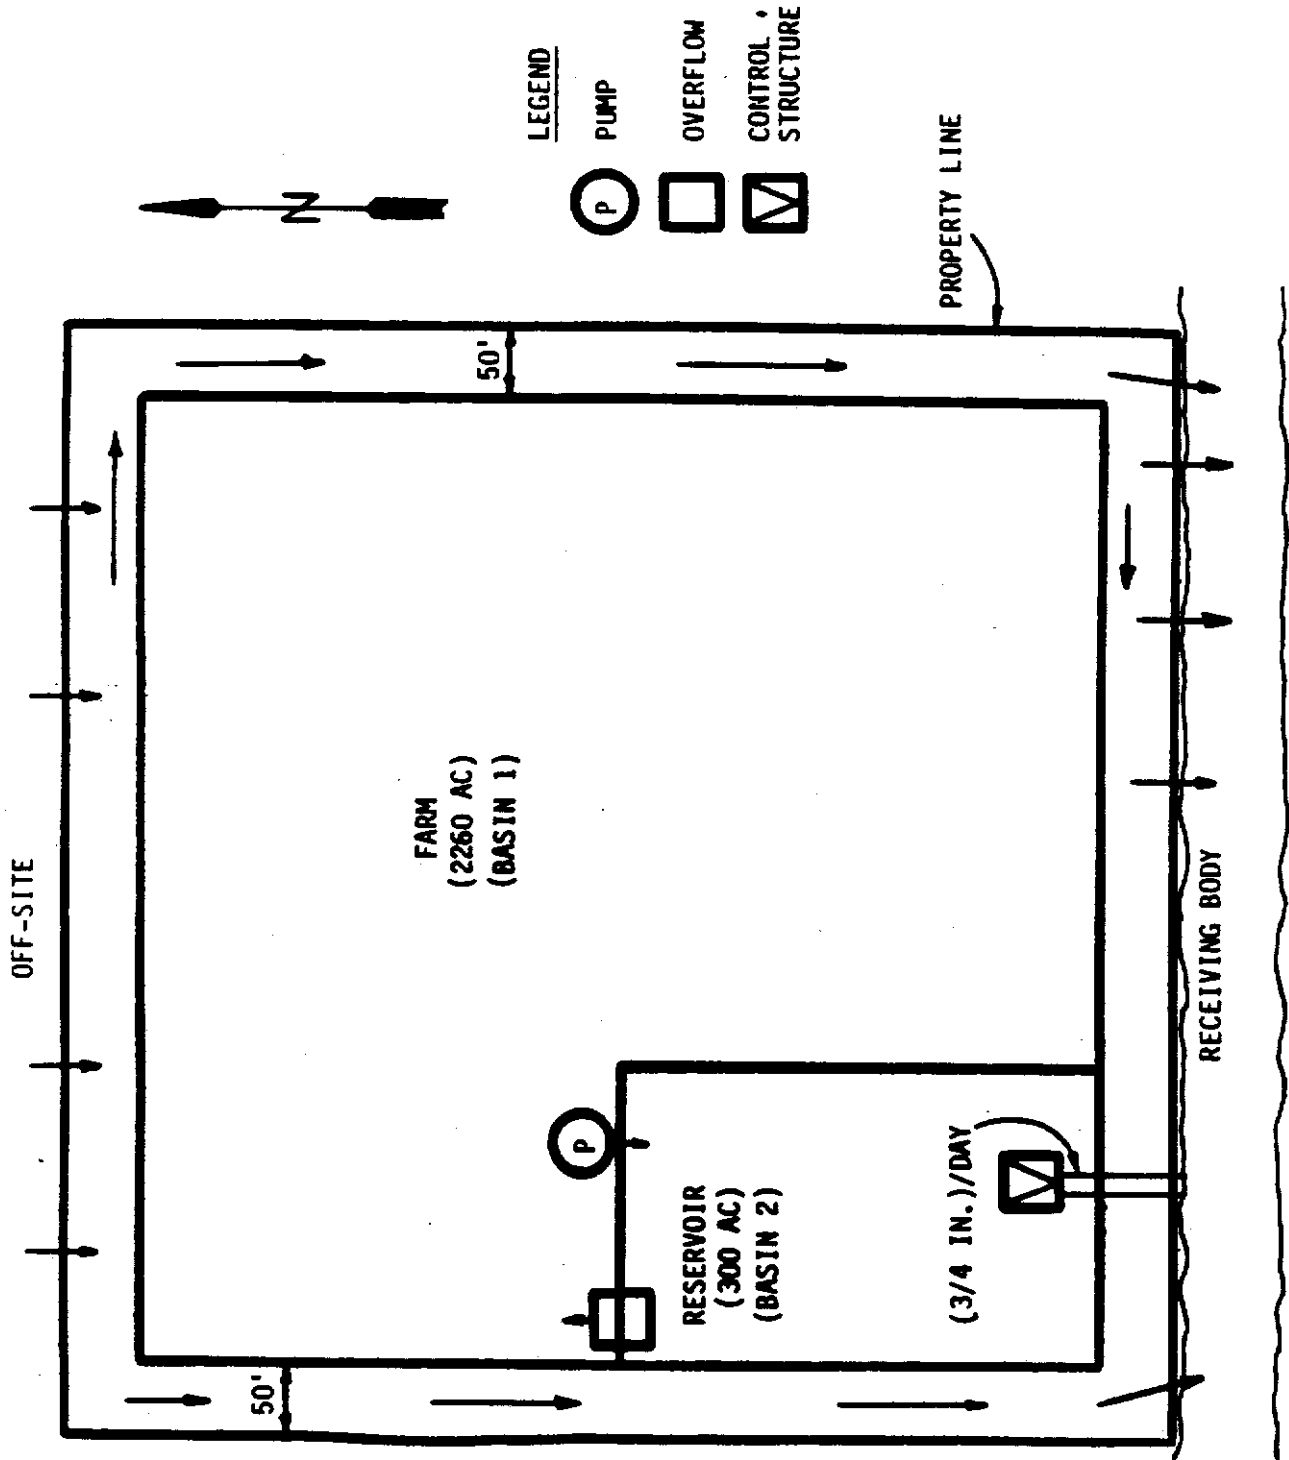 OFF-SITE
LEGEND
P
PUMP
OVERFLOW
CONTROL
STRUCTURE
N
PROPERTY LINE
50'
FARM
(2260 AC)
(BASIN 1)
P
RESERVOIR
(300 AC)
(BASIN 2)
(3/4 IN.)/DAY
50'
RECEIVING BODY